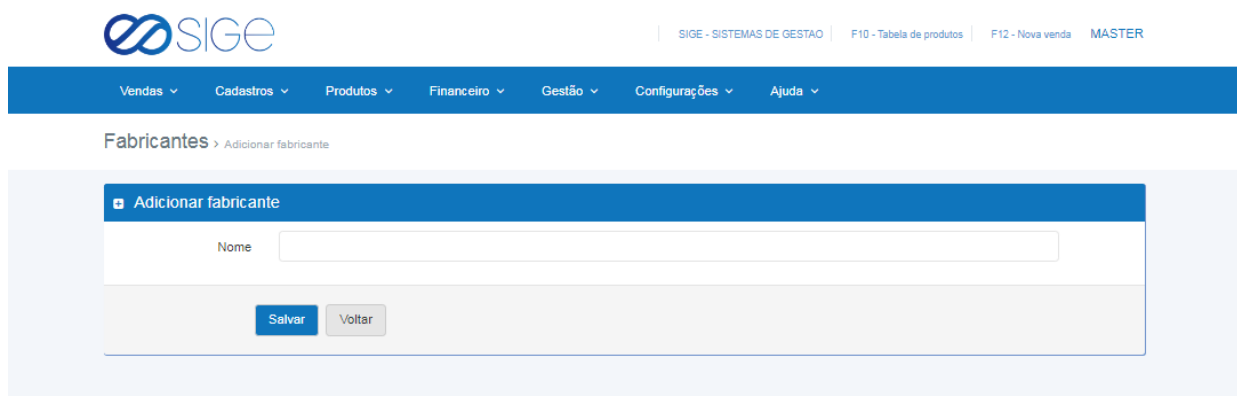 SIGE
SIGE - SISTEMAS DE GESTAO F10 - Tabela de produtos F12 - Nova venda MASTER
Vendas Cadastros Produtos Financeiro Gestão Configurações Ajuda
Fabricantes > Adicionar fabricante
Adicionar fabricante
Nome
Salvar Voltar